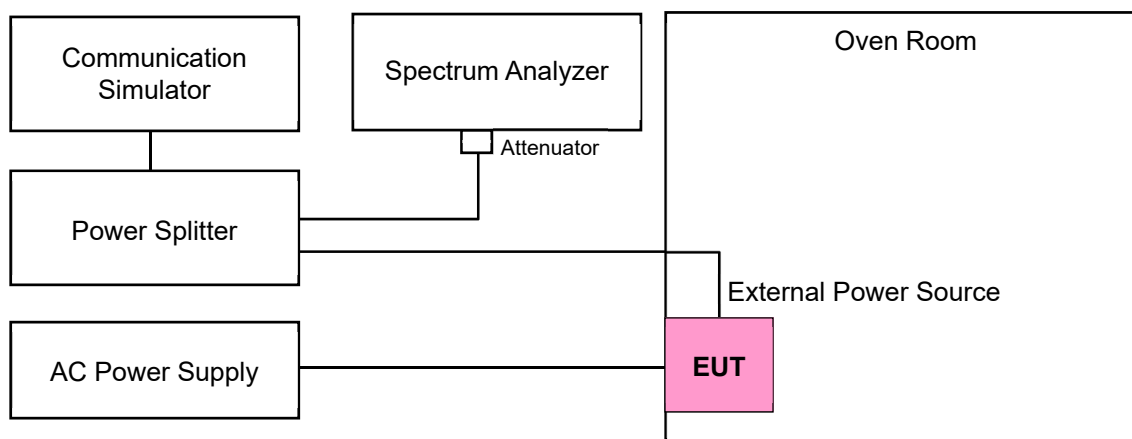 Communication
Simulator
Spectrum Analyzer
Oven Room
Attenuator
Power Splitter
External Power Source
AC Power Supply
EUT